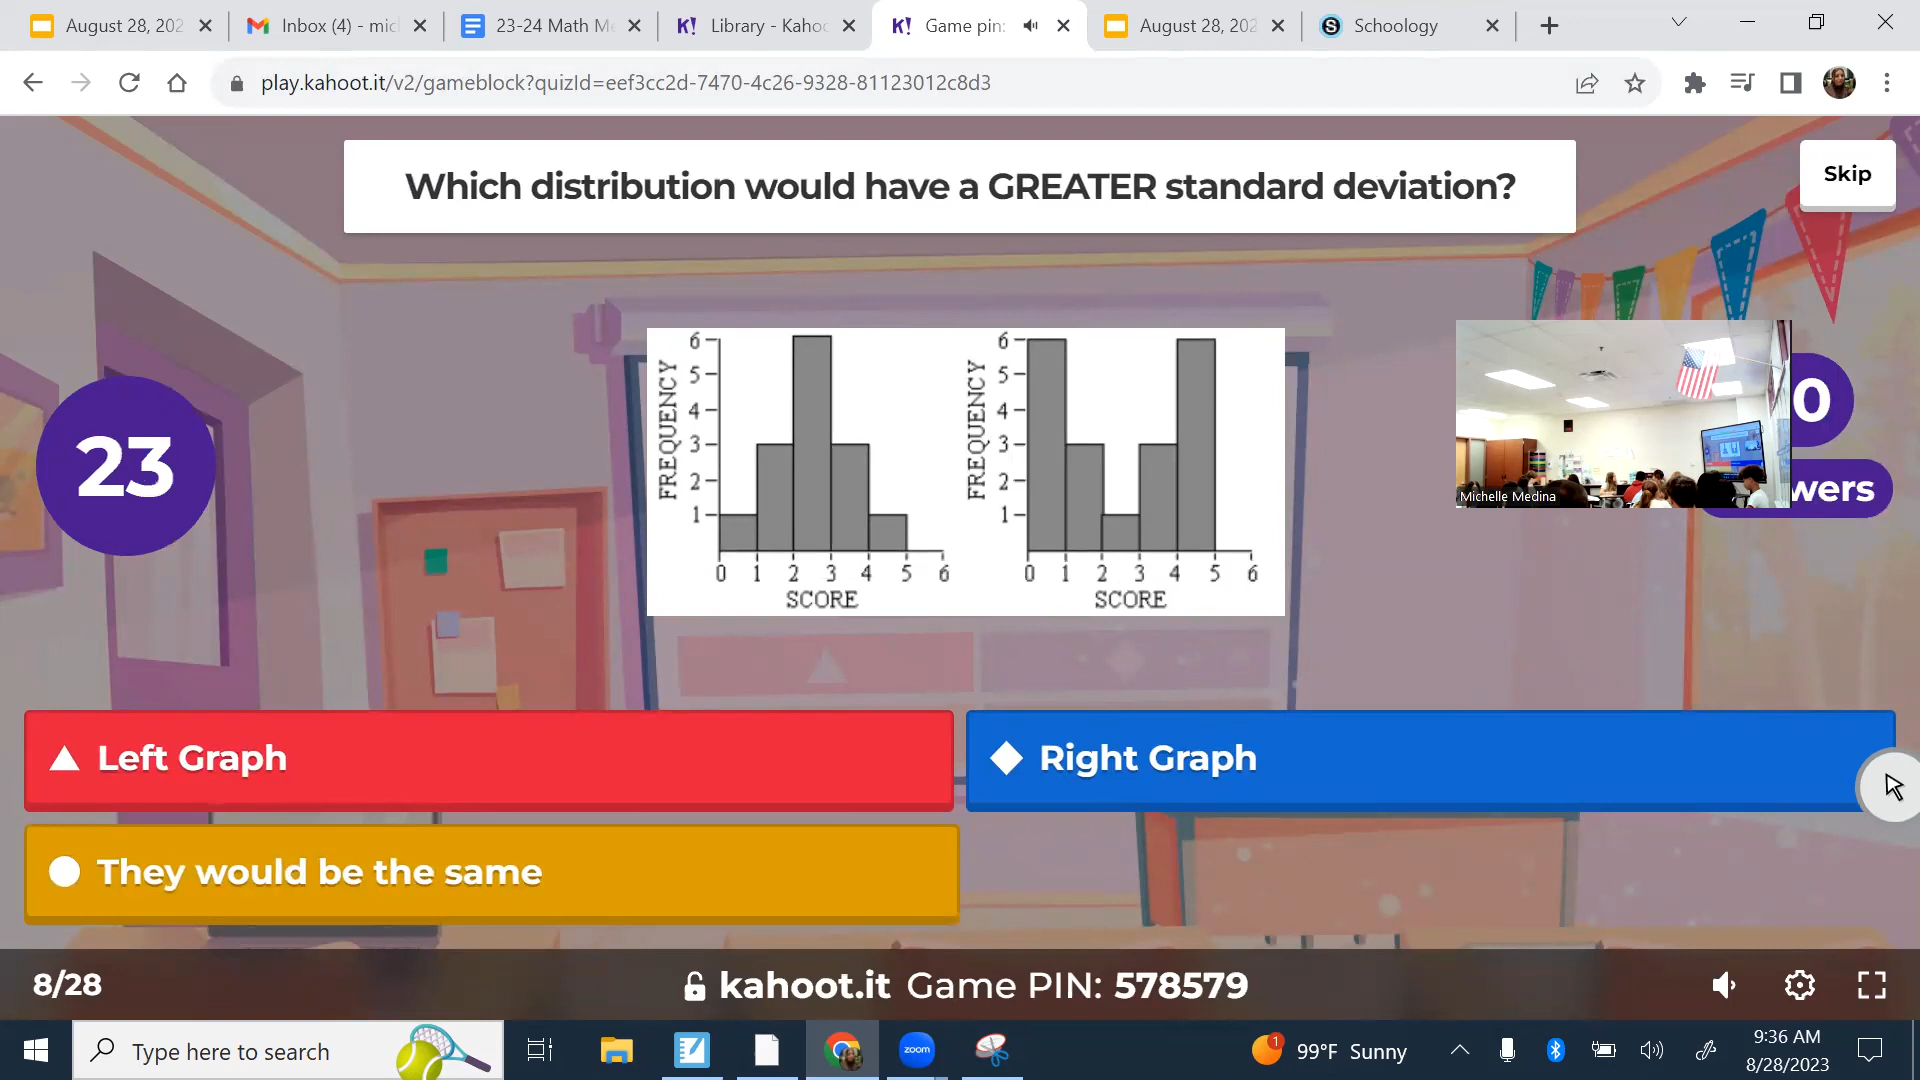 August 28, 202
Inbox (4) - mic
23-24 Math Me
Library - Kahoo
Game pin:
August 28, 202
Schoology
play.kahoot.it/v2/gameblock?quizId=eef3cc2d-7470-4c26-9328-81123012c8d3
Which distribution would have a GREATER standard deviation?
Skip
23
FREQUENCY
6
5
4
3
2
1
0 1 2 3 4 5 6
SCORE
FREQUENCY
6
5
4
3
2
1
0 1 2 3 4 5 6
SCORE
Michelle Medina
0
wers
Left Graph
Right Graph
They would be the same
8/28
kahoot.it Game PIN: 578579
Type here to search
zoom
1
99°F Sunny
9:36 AM
8/28/2023